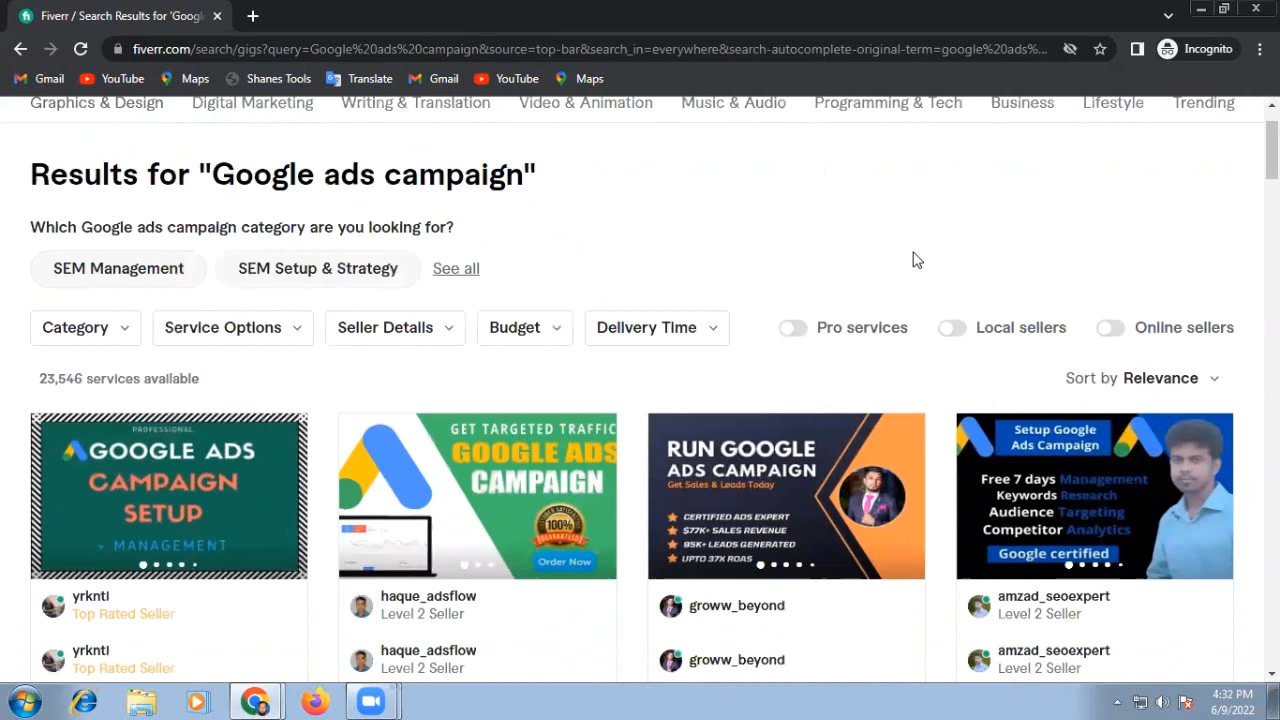 Fiverr / Search Results for 'Googl
fiverr.com/search/gigs?query=Google%20ads%20campaign&source=top-bar&search_in=everywhere&search-autocomplete-original-term=google%20ads%...
Incognito
Gmail YouTube Maps Shanes Tools Translate Gmail YouTube Maps
Graphics & Design Digital Marketing Writing & Translation Video & Animation Music & Audio Programming & Tech Business Lifestyle Trending
Results for "Google ads campaign"
Which Google ads campaign category are you looking for?
SEM Management SEM Setup & Strategy See all
Category Service Options Seller Details Budget Delivery Time Pro services Local sellers Online sellers
23,546 services available
Sort by Relevance
PROFESSIONAL
GOOGLE ADS
CAMPAIGN
SETUP
MANAGEMENT
GET TARGETED TRAFFIC
GOOGLE ADS
CAMPAIGN
100%
Order Now
RUN GOOGLE
ADS CAMPAIGN
Get Sales & Leads Today
CERTIFIED ADS EXPERT
$77K+ SALES REVENUE
95K+ LEADS GENERATED
UPTO 37X ROAS
Setup Google
Ads Campaign
Free 7 days Management
Keywords Research
Audience Targeting
Competitor Analytics
Google certified
yrkntl
Top Rated Seller
haque_adsflow
Level 2 Seller
groww_beyond
amzad_seoexpert
Level 2 Seller
yrkntl
Top Rated Seller
haque_adsflow
Level 2 Seller
groww_beyond
amzad_seoexpert
Level 2 Seller
4:32 PM
6/9/2022